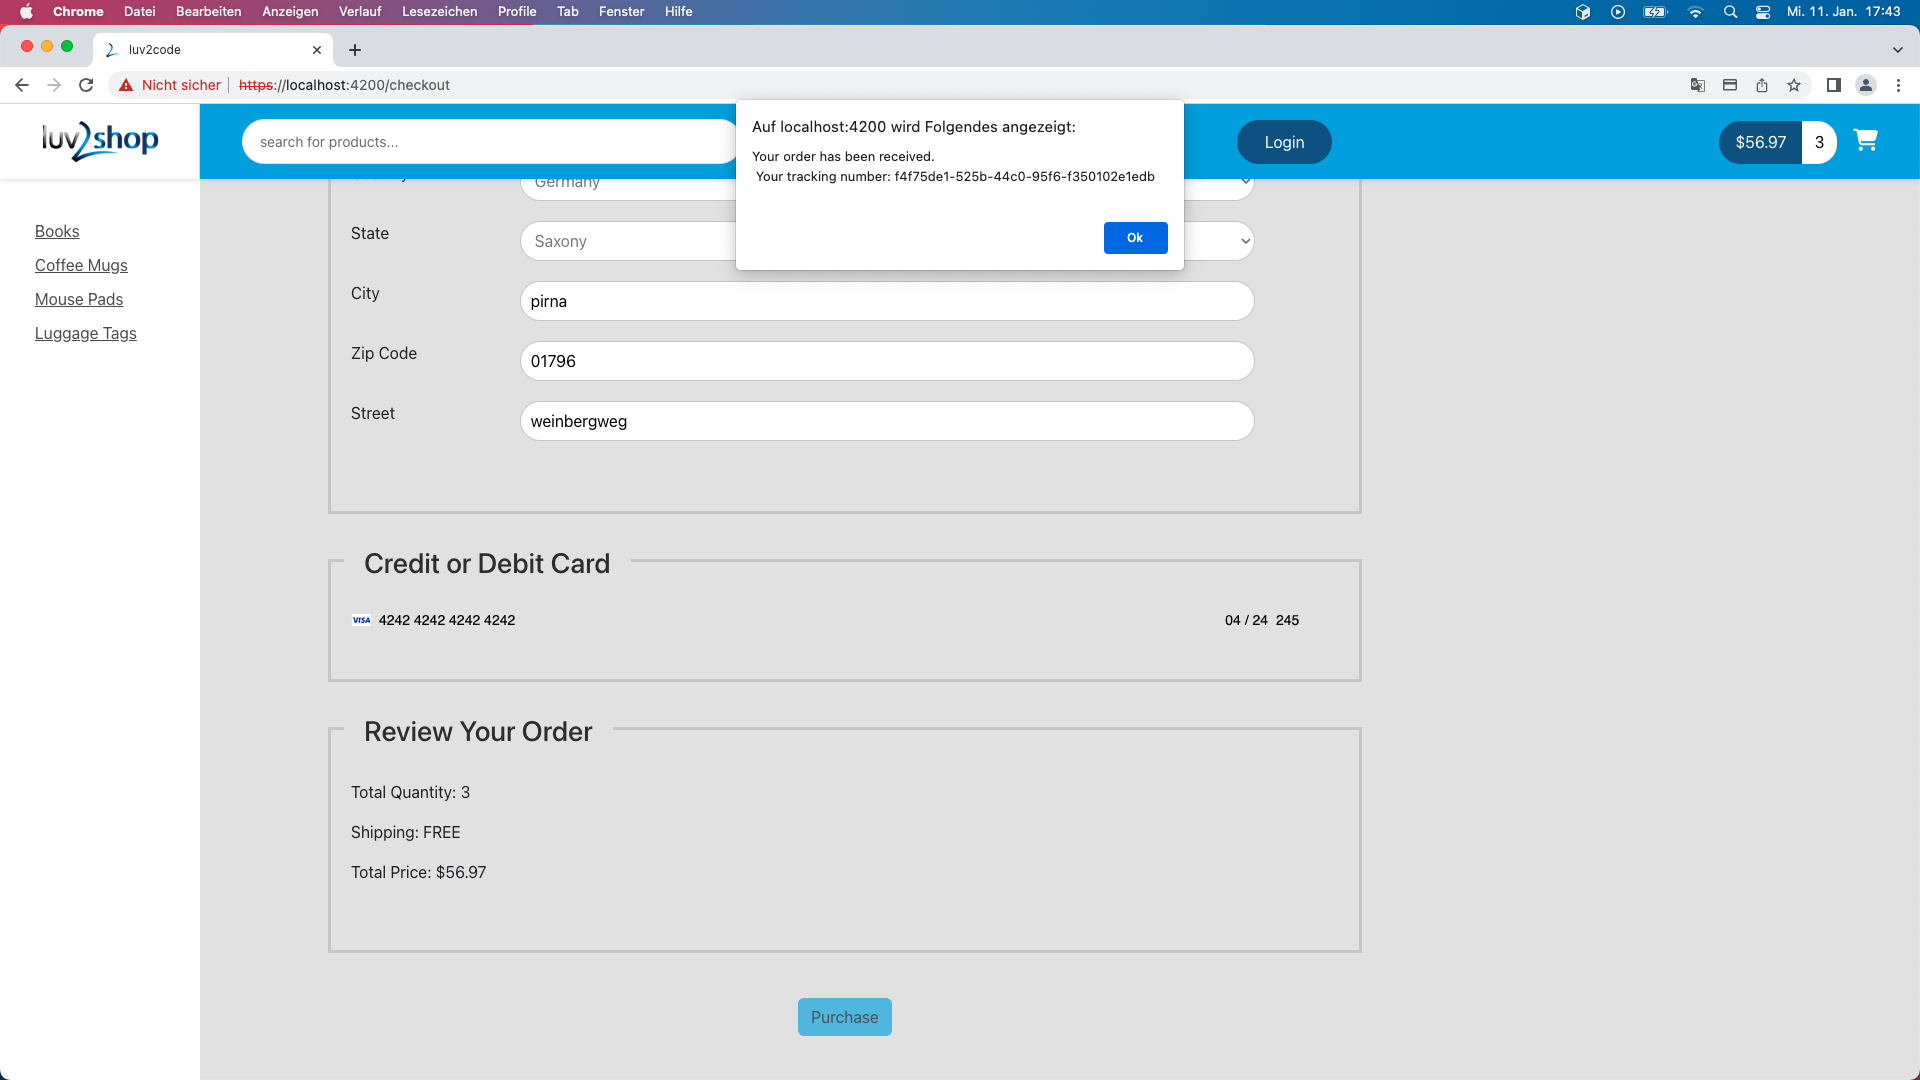 Chrome Datei Bearbeiten Anzeigen Verlauf Lesezeichen Profile Tab Fenster Hilfe Mi. 11. Jan. 17:43
luv2code
Nicht sicher https://localhost:4200/checkout
luv2shop
search for products...
Login
$56.97 3
Auf localhost:4200 wird Folgendes angezeigt:
Your order has been received.
Your tracking number: f4f75de1-525b-44c0-95f6-f350102e1edb
Ok
Books
Coffee Mugs
Mouse Pads
Luggage Tags
Germany
State Saxony
City pirna
Zip Code 01796
Street weinbergweg
Credit or Debit Card
VISA 4242 4242 4242 4242 04 / 24 245
Review Your Order
Total Quantity: 3
Shipping: FREE
Total Price: $56.97
Purchase